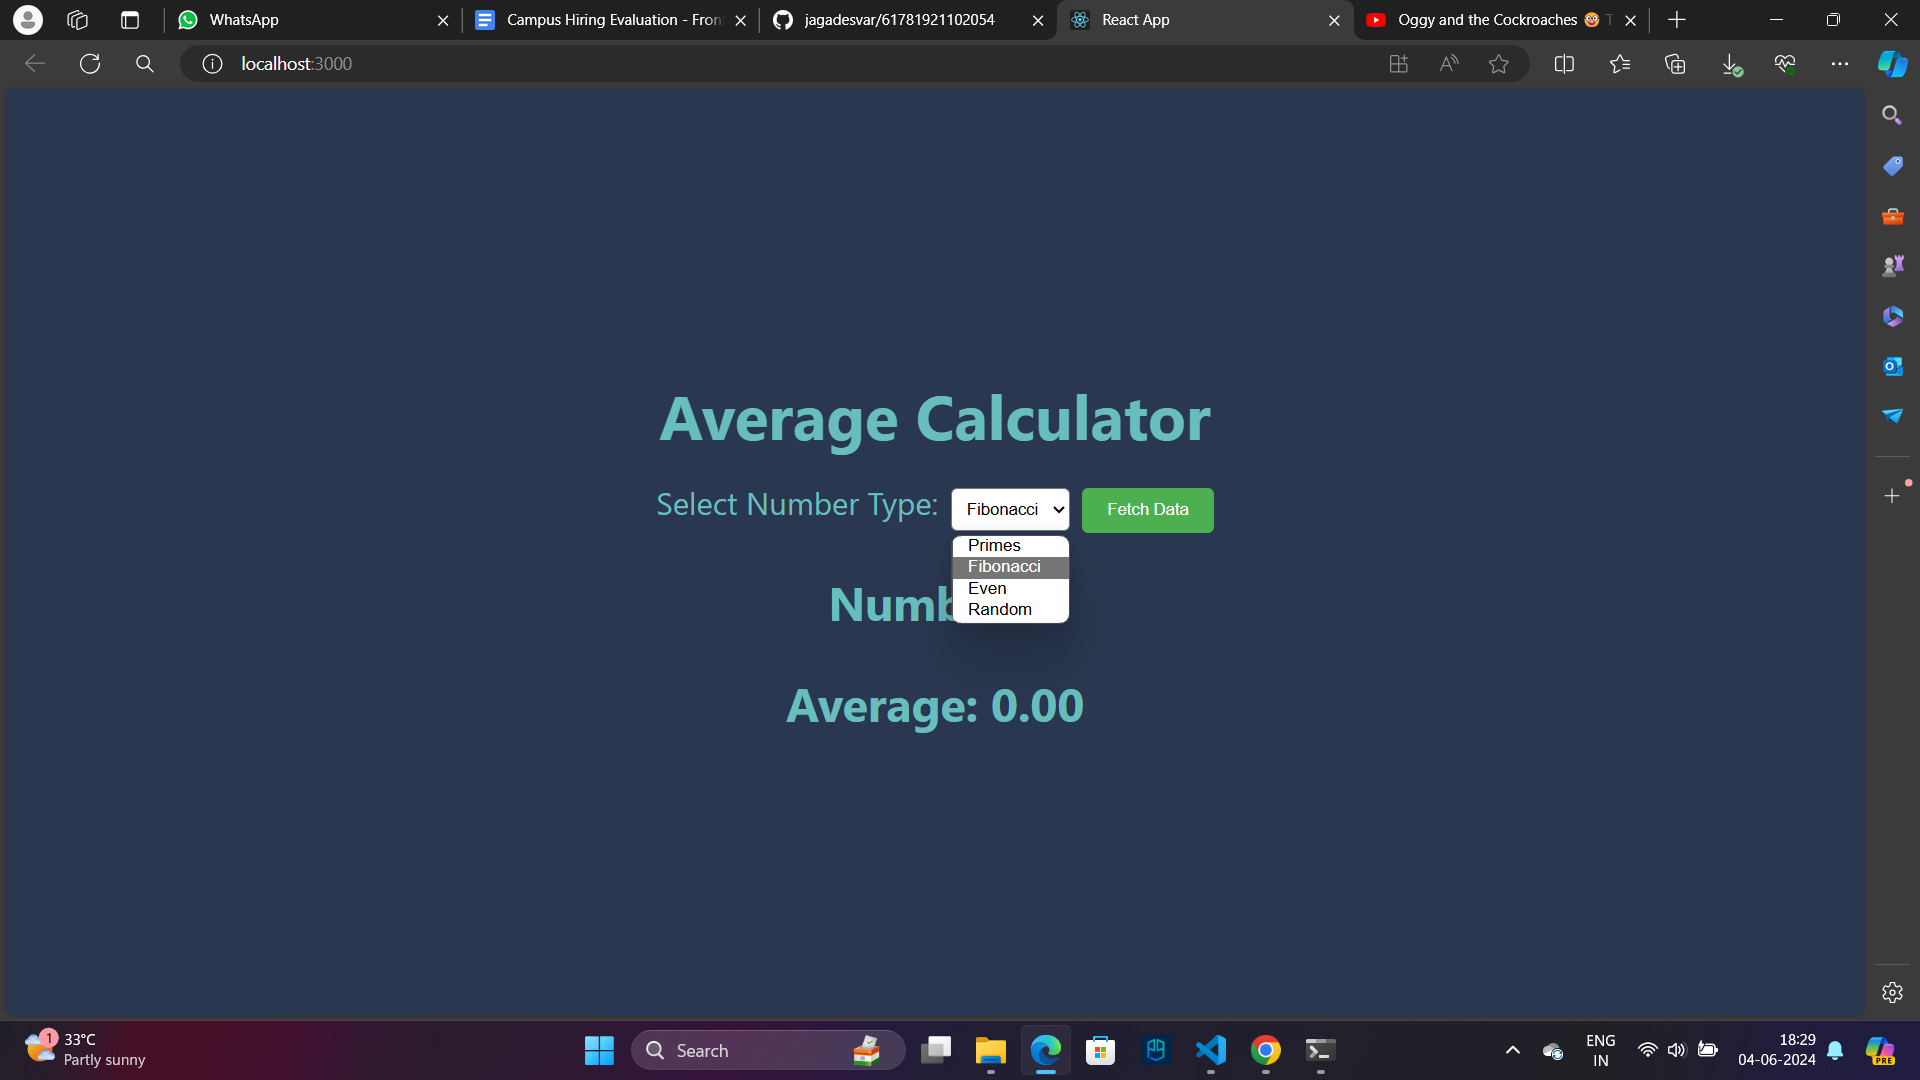 WhatsApp
Campus Hiring Evaluation - Fron
jagadesvar/61781921102054
React App
Oggy and the Cockroaches 🤡 T
localhost:3000
Average Calculator
Select Number Type:
Fibonacci
Fetch Data
Primes
Fibonacci
Even
Random
Numb
Average: 0.00
1
33°C
Partly sunny
Search
ENG
IN
18:29
04-06-2024
PRE